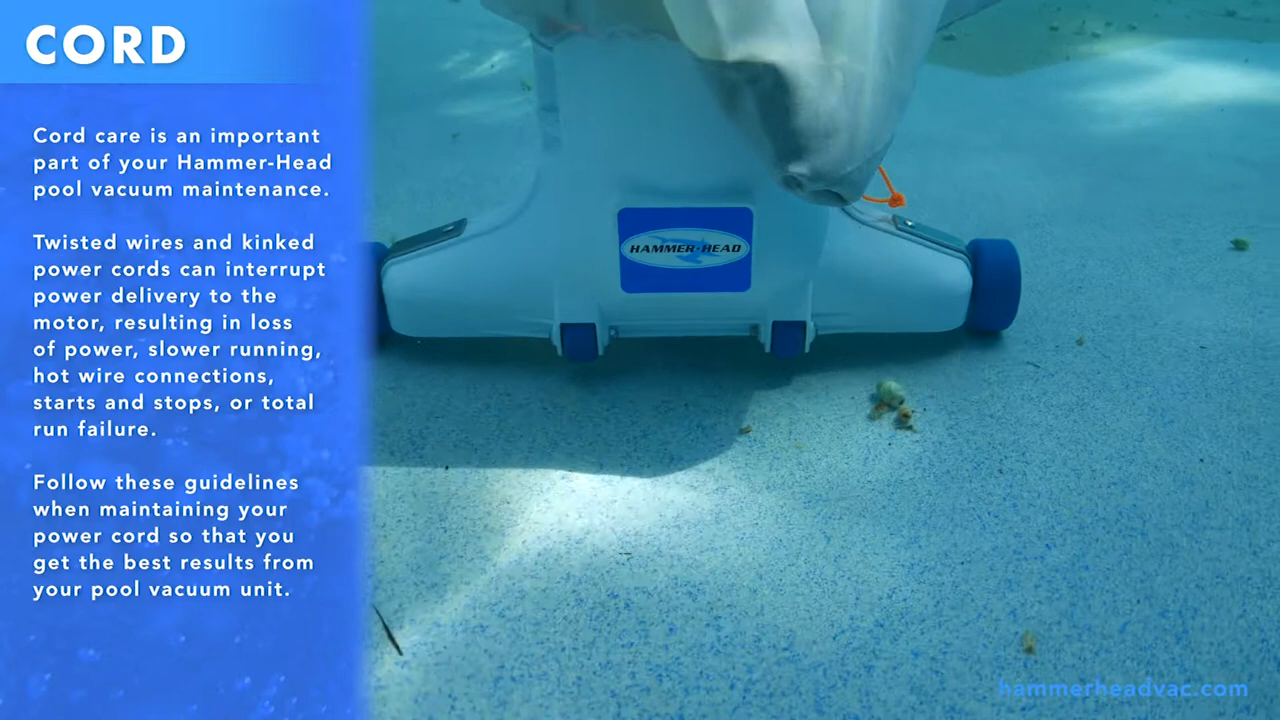 CORD
Cord care is an important
part of your Hammer-Head
pool vacuum maintenance.
Twisted wires and kinked
power cords can interrupt
power delivery to the
motor, resulting in loss
of power, slower running,
hot wire connections,
starts and stops, or total
run failure.
Follow these guidelines
when maintaining your
power cord so that you
get the best results from
your pool vacuum unit.
HAMMER-HEAD
hammerheadvac.com